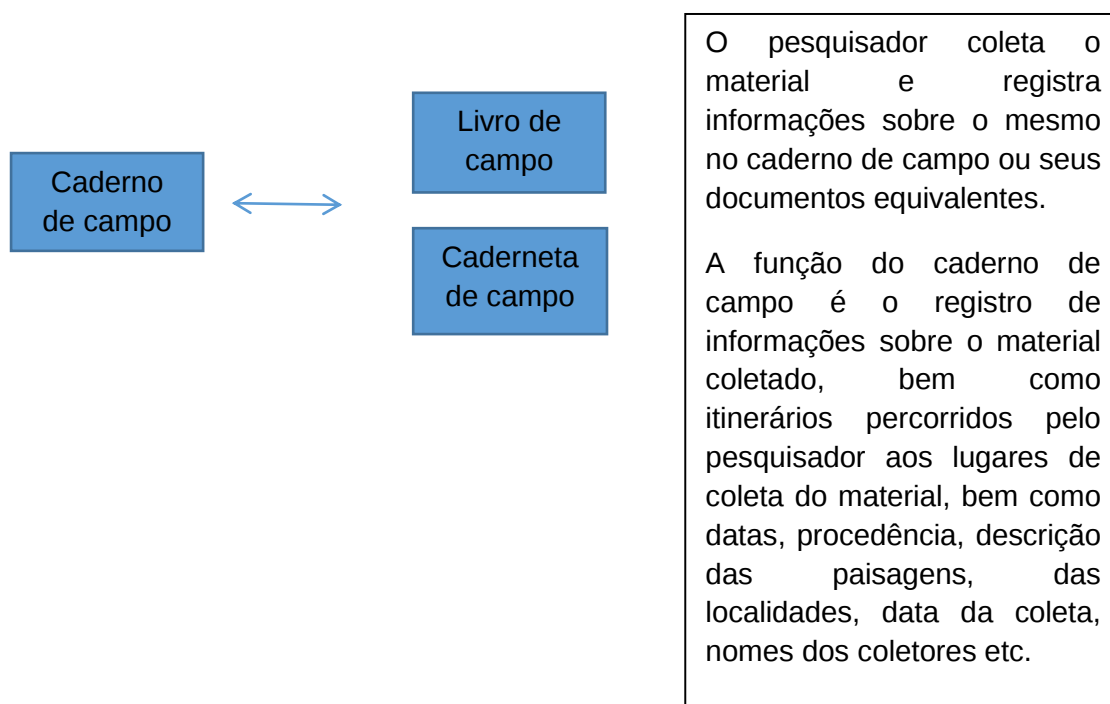 Caderno
de campo
Livro de
campo
Caderneta
de campo
O pesquisador coleta o
material e registra
informações sobre o mesmo
no caderno de campo ou seus
documentos equivalentes.
A função do caderno de
campo é o registro de
informações sobre o material
coletado, bem como
itinerários percorridos pelo
pesquisador aos lugares de
coleta do material, bem como
datas, procedência, descrição
das paisagens, das
localidades, data da coleta,
nomes dos coletores etc.